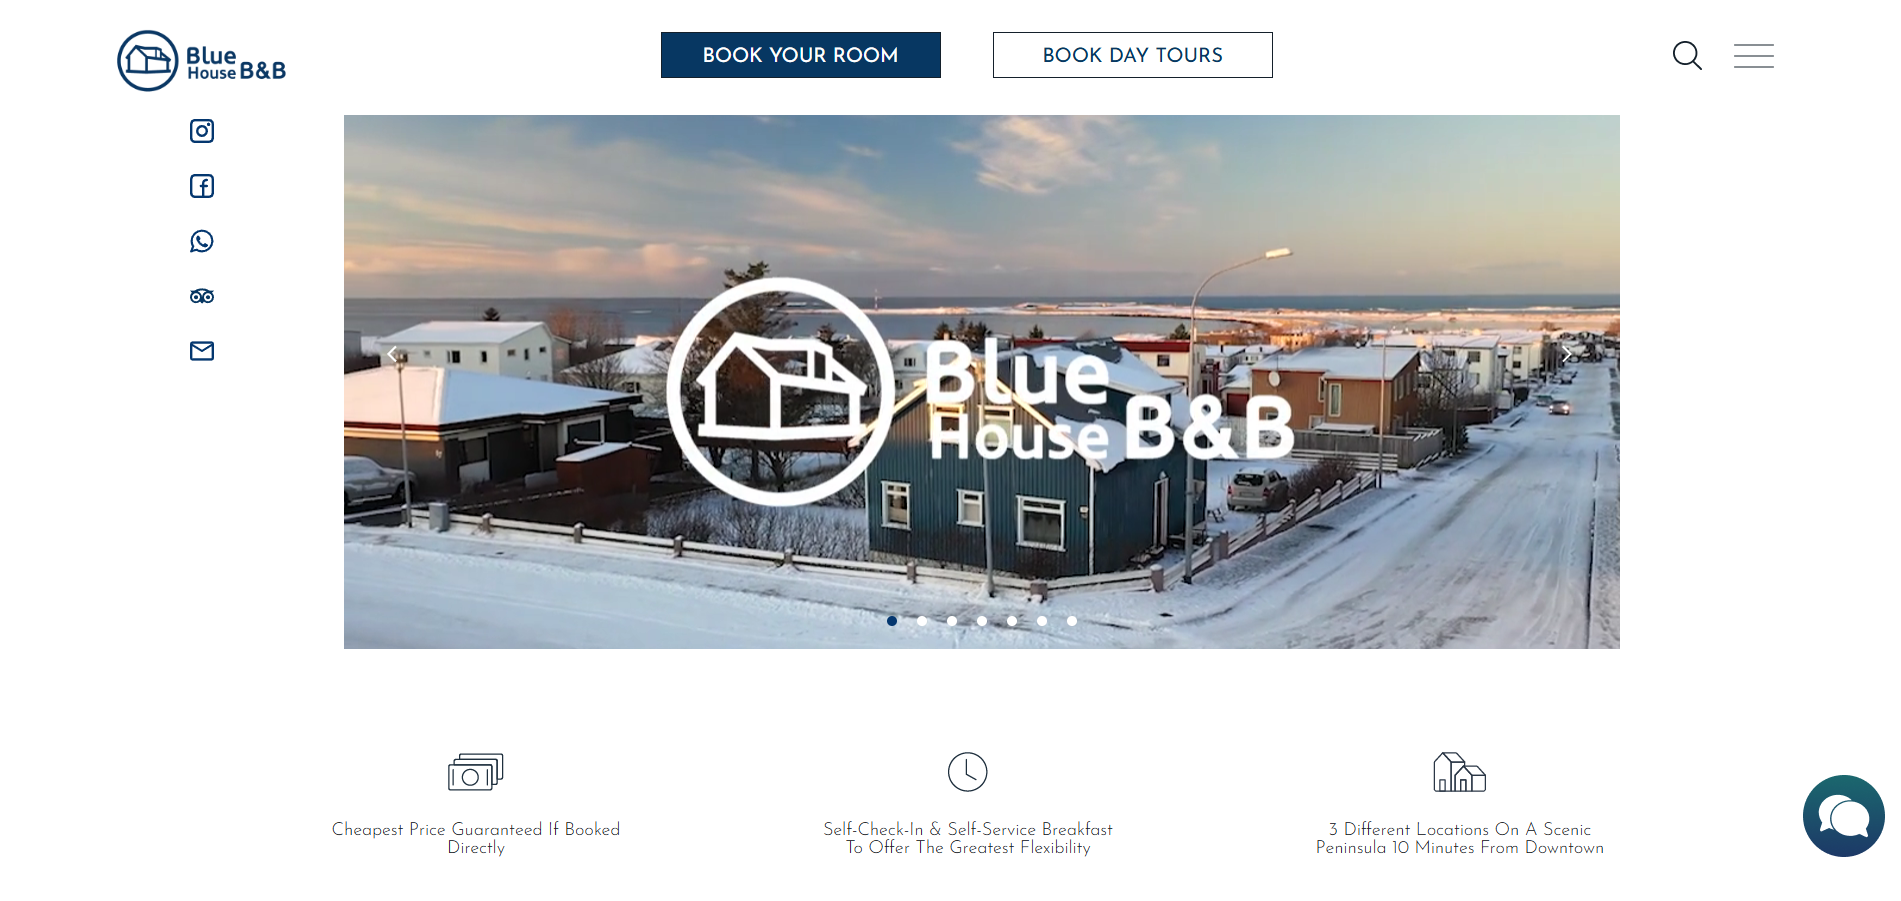 Blue
House B&B
BOOK YOUR ROOM
BOOK DAY TOURS
Blue
House B&B
Cheapest Price Guaranteed If Booked
Directly
Self-Check-In & Self-Service Breakfast
To Offer The Greatest Flexibility
3 Different Locations On A Scenic
Peninsula 10 Minutes From Downtown